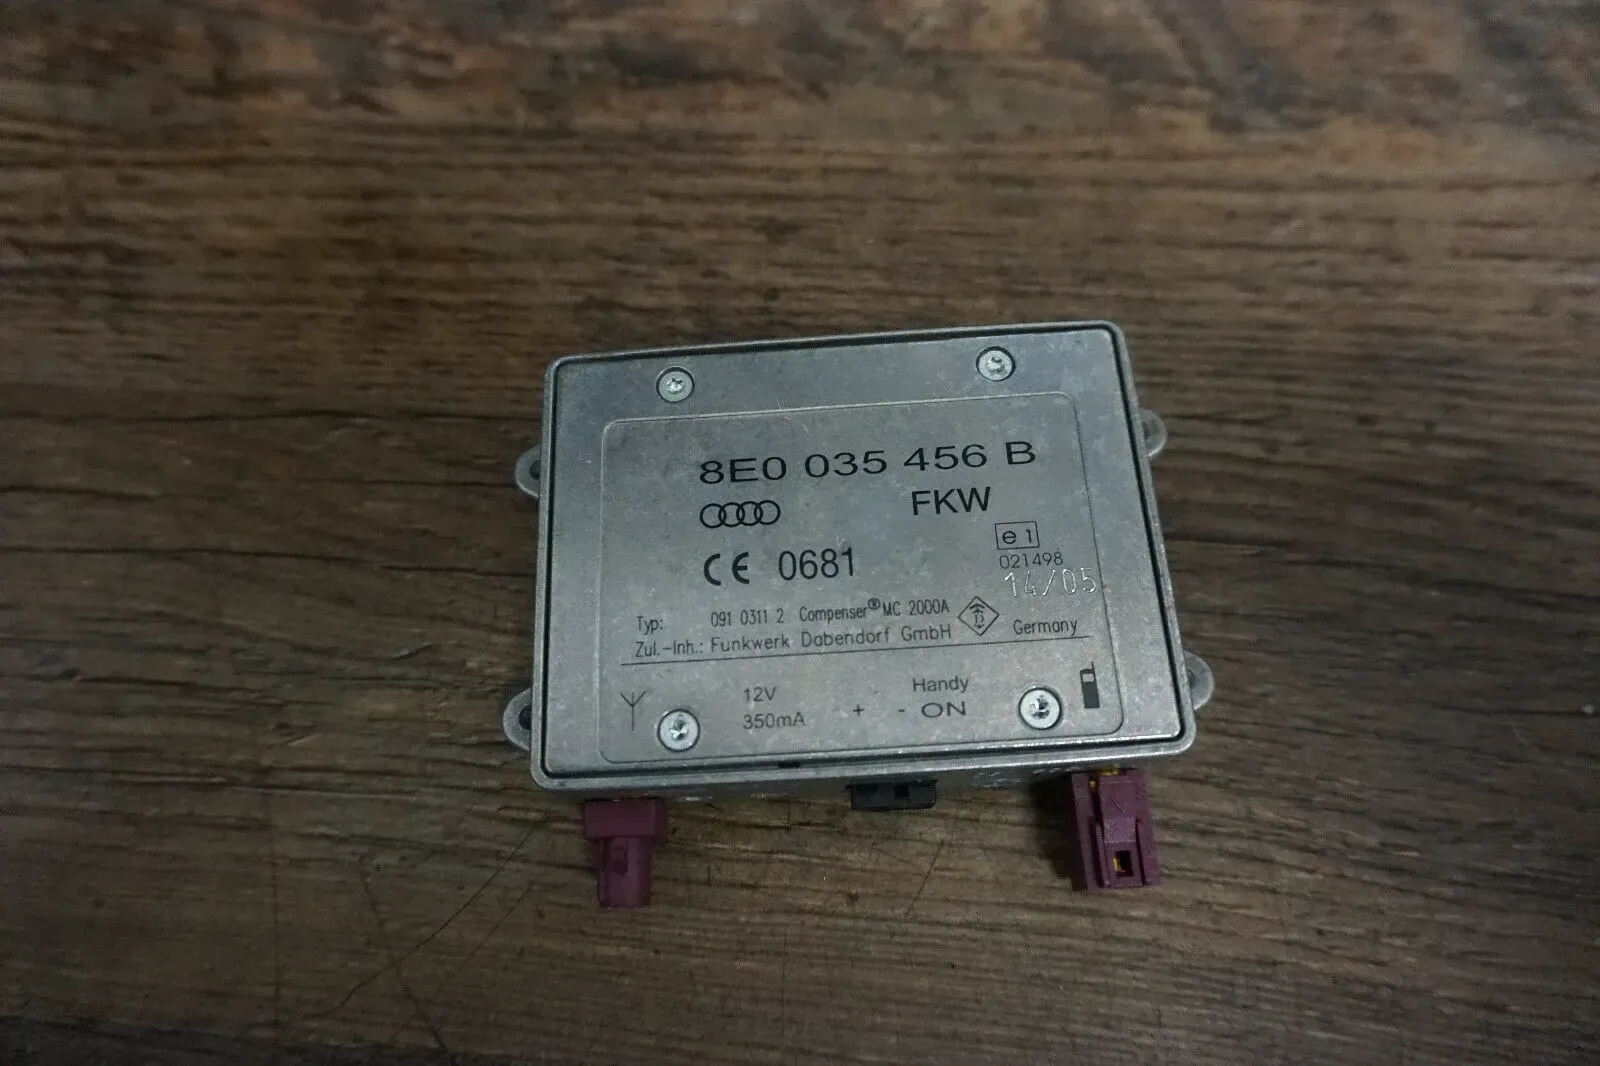 8E0 035 456 B
FKW
CE 0681
e1
021498
14/05
Typ: 091 0311 2 Compenser® MC 2000A
Zul.-Inh.: Funkwerk Dabendorf GmbH Germany
12V Handy
350mA + - ON